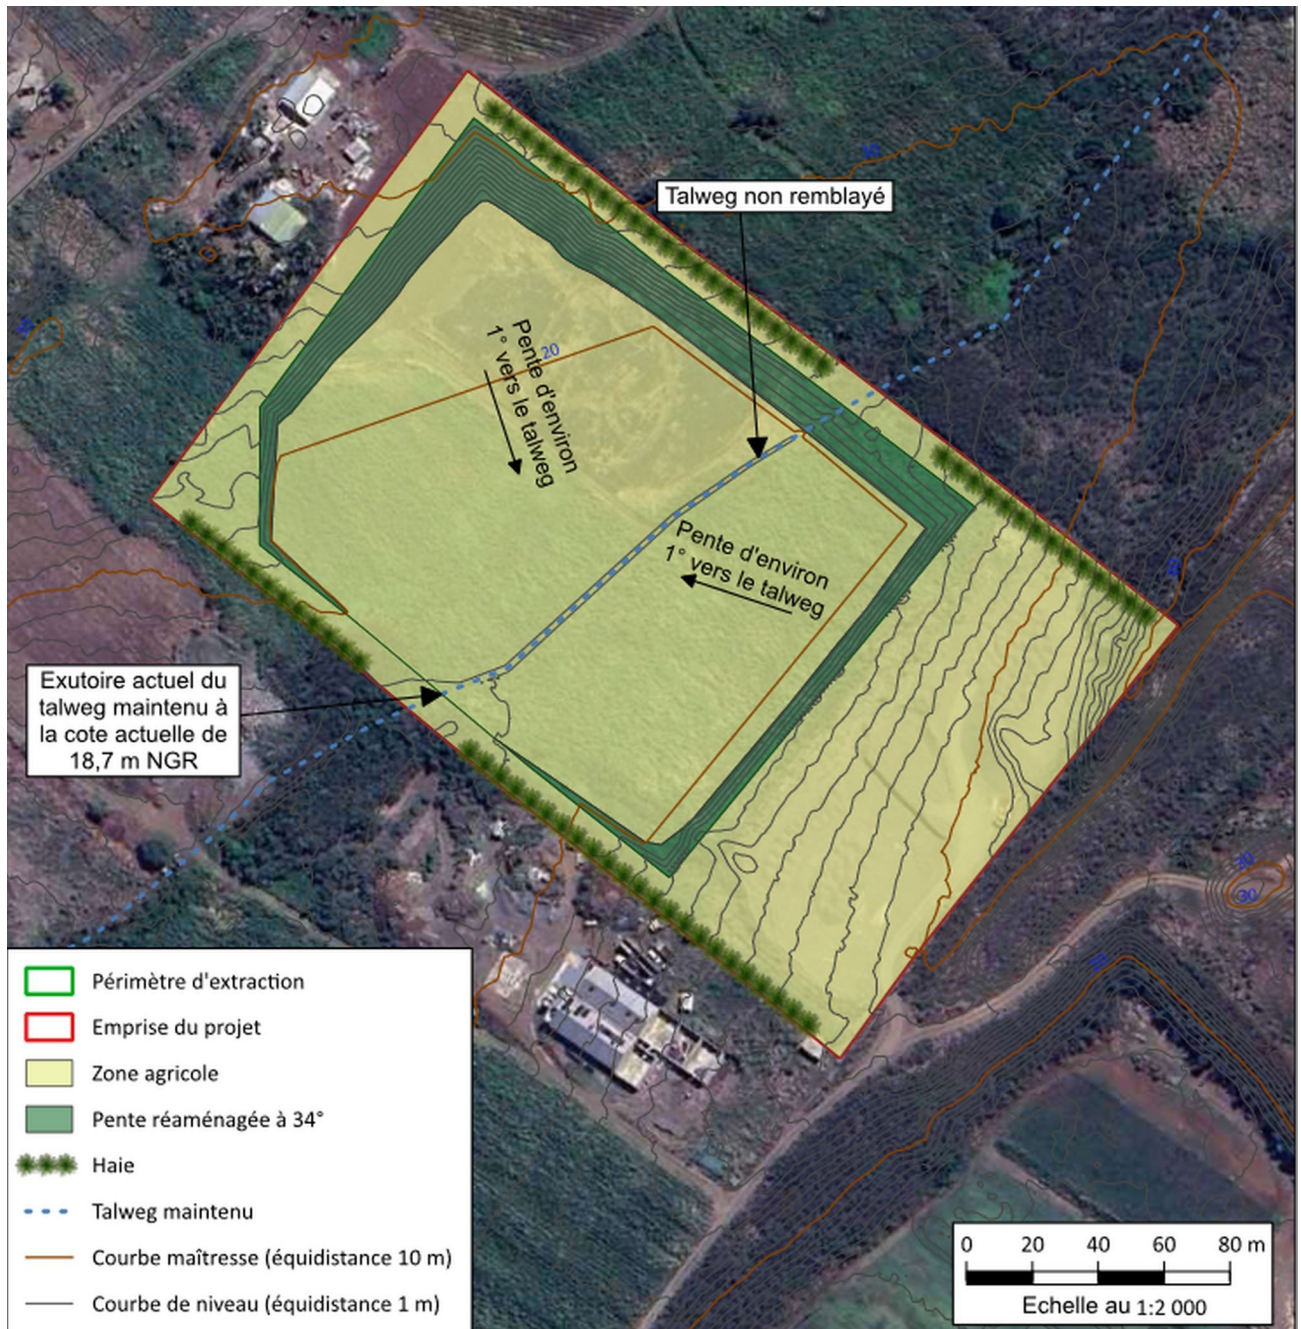 30
Talweg non remblayé
30
20
Pente d'environ
1° vers le talweg
Pente d'environ
1° vers le talweg
Exutoire actuel du
talweg maintenu à
la cote actuelle de
18,7 m NGR
30
30
Périmètre d'extraction
Emprise du projet
Zone agricole
Pente réaménagée à 34°
Haie
Talweg maintenu
Courbe maîtresse (équidistance 10 m)
Courbe de niveau (équidistance 1 m)
0 20 40 60 80 m
Echelle au 1:2 000